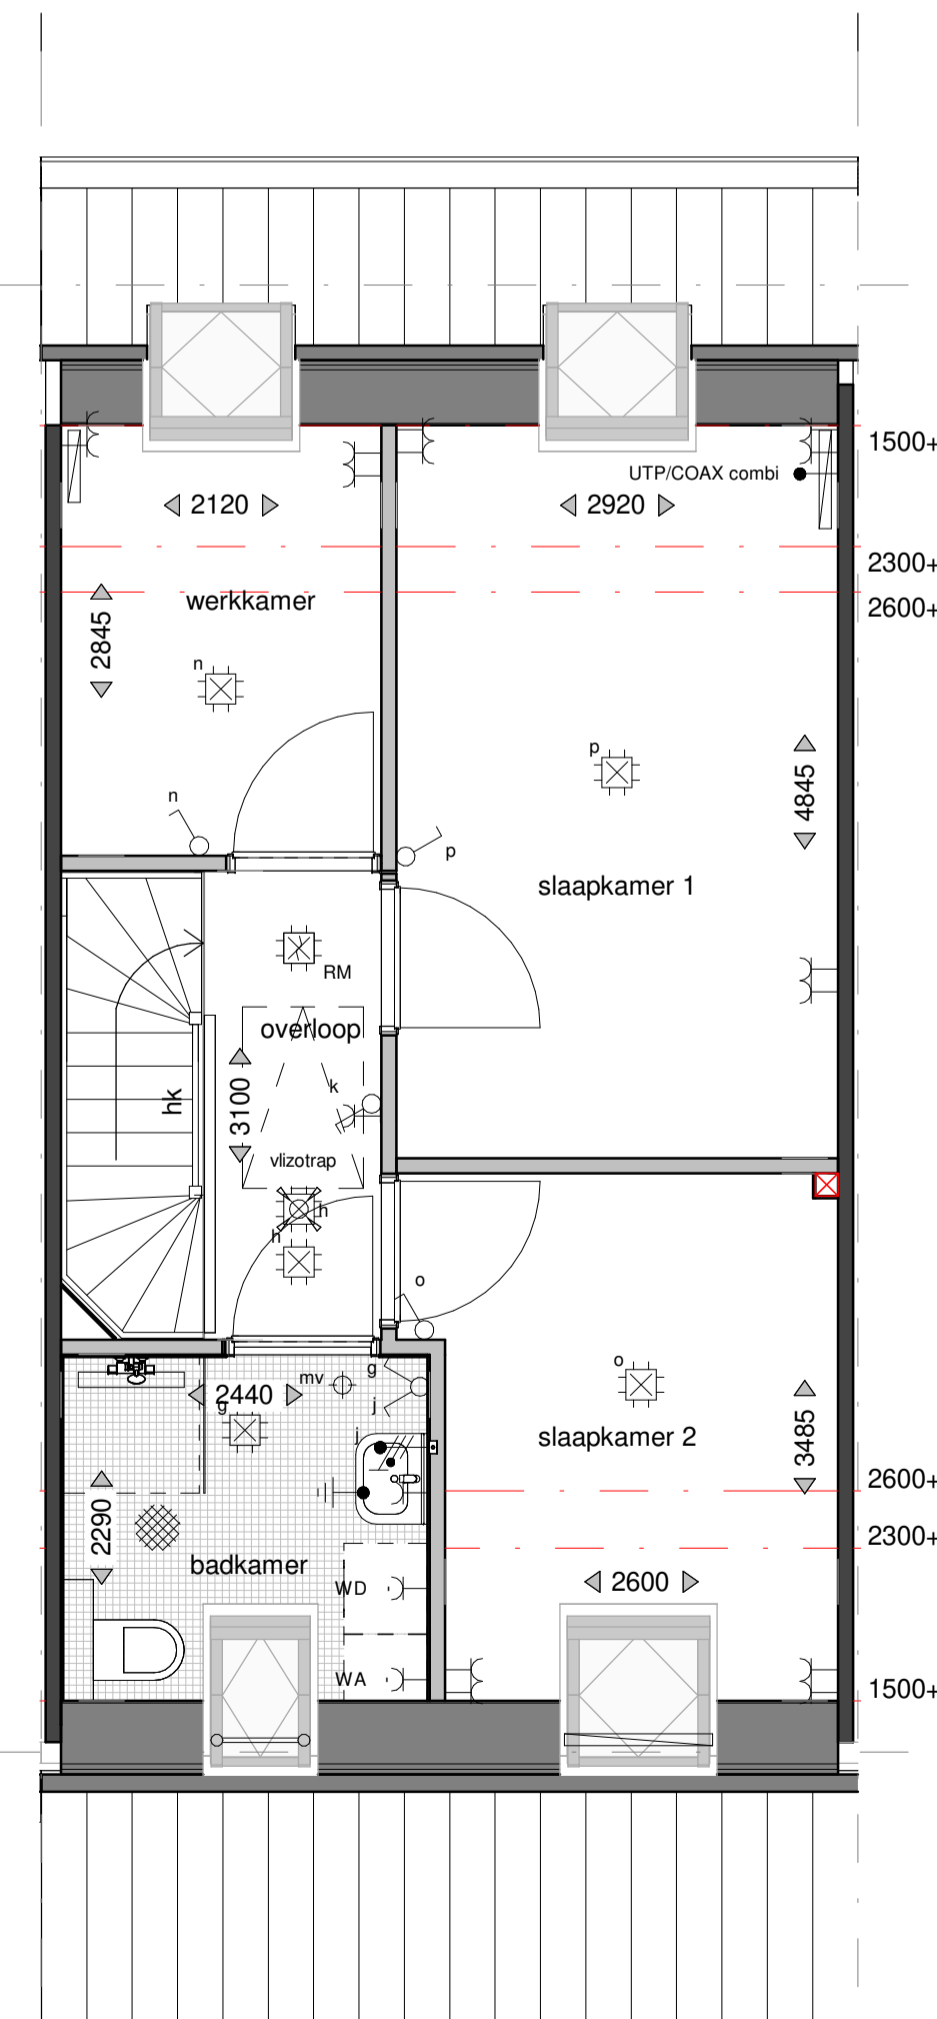 1500+
UTP/COAX combi
2120
2920
2300+
2600+
werkkamer
2845
n
p
4845
n
p
slaapkamer 1
RM
overloop
k
hk
3100
vlizotrap
h
h
o
o
mv
g
2440
g
j
j
slaapkamer 2
3485
2600+
2290
2300+
badkamer
WD
2600
WA
1500+